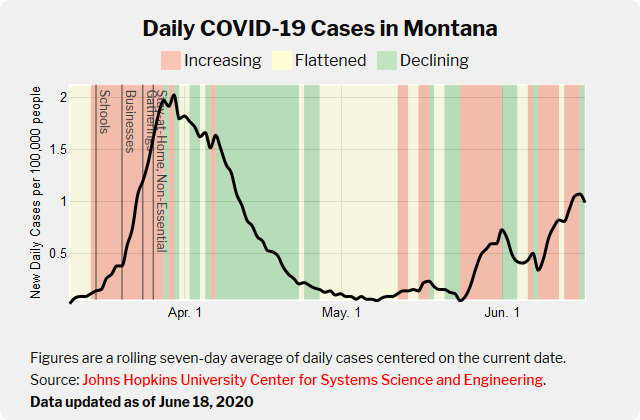 Daily COVID-19 Cases in Montana
Increasing
Flattened
Declining
New Daily Cases per 100,000 people
2
1.5
1
0.5
Schools
Businesses
Gatherings
Stay-at-Home, Non-Essential
Apr. 1
May. 1
Jun. 1
Figures are a rolling seven-day average of daily cases centered on the current date.
Source: Johns Hopkins University Center for Systems Science and Engineering.
Data updated as of June 18, 2020